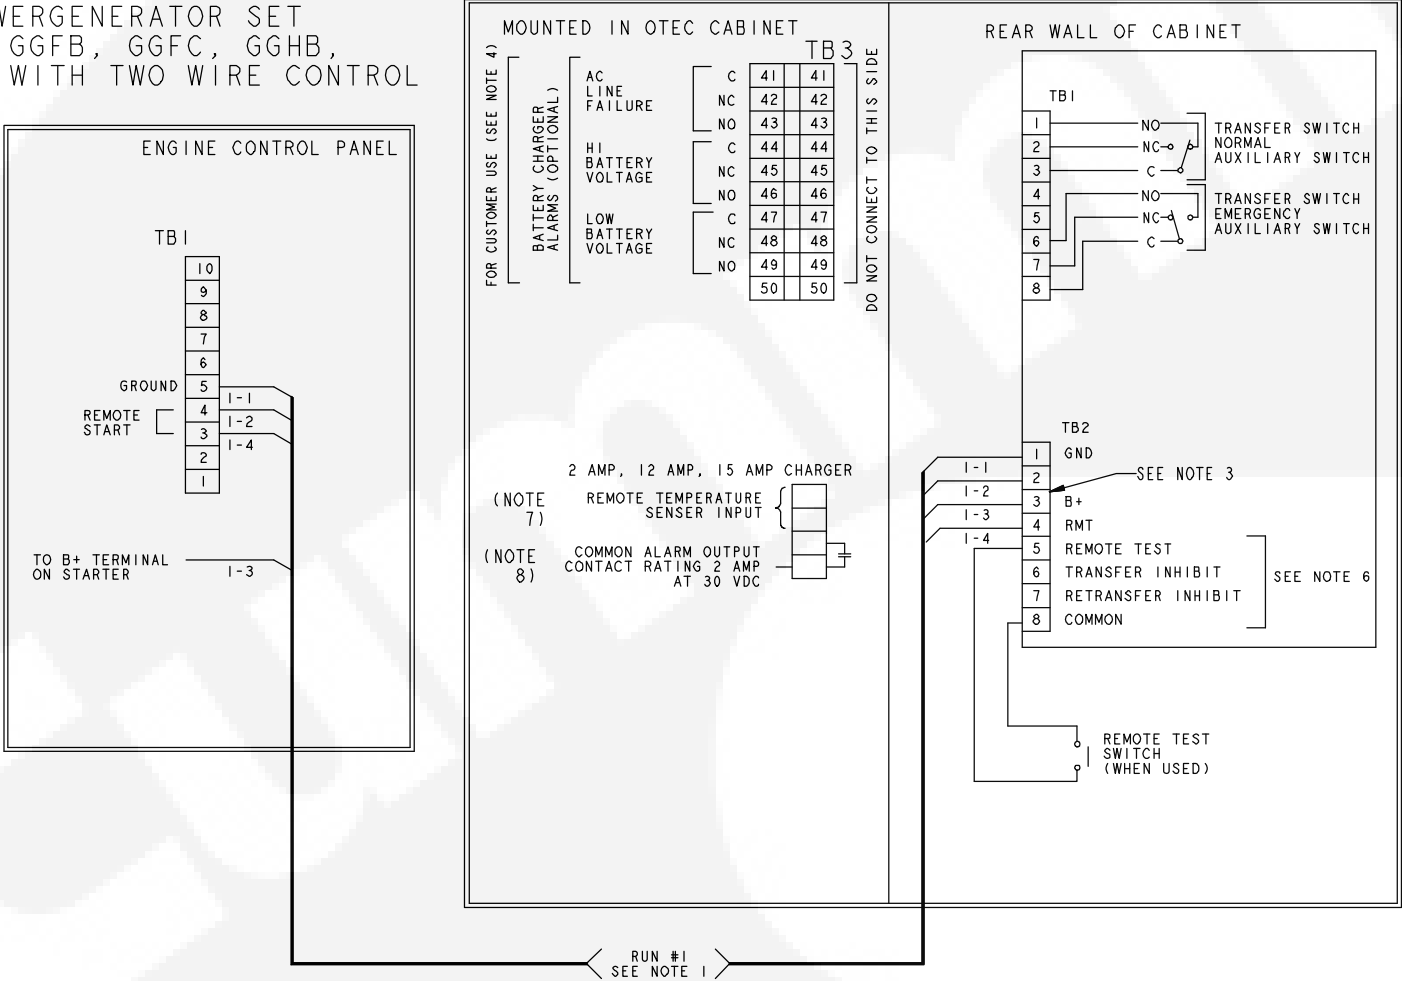 WERGENERATOR SET
GGFB, GGFC, GGHB,
WITH TWO WIRE CONTROL
ENGINE CONTROL PANEL
TB1
10
9
8
7
6
GROUND 5
1-1
4
REMOTE
START
1-2
3
1-4
2
1
TO B+ TERMINAL
ON STARTER
1-3
MOUNTED IN OTEC CABINET
TB3
FOR CUSTOMER USE (SEE NOTE 4)
BATTERY CHARGER
ALARMS (OPTIONAL)
AC
LINE
FAILURE
C 41 41
NC 42 42
NO 43 43
HI
BATTERY
VOLTAGE
C 44 44
NC 45 45
NO 46 46
LOW
BATTERY
VOLTAGE
C 47 47
NC 48 48
NO 49 49
50 50
DO NOT CONNECT TO THIS SIDE
2 AMP, 12 AMP, 15 AMP CHARGER
(NOTE
7)
REMOTE TEMPERATURE
SENSER INPUT
(NOTE
8)
COMMON ALARM OUTPUT
CONTACT RATING 2 AMP
AT 30 VDC
REAR WALL OF CABINET
TB1
1 NO
2 NC
3 C
TRANSFER SWITCH
NORMAL
AUXILIARY SWITCH
4 NO
5 NC
6 C
7
8
TRANSFER SWITCH
EMERGENCY
AUXILIARY SWITCH
TB2
1 GND
1-1
2
SEE NOTE 3
1-2
3 B+
1-3
4 RMT
1-4
5 REMOTE TEST
6 TRANSFER INHIBIT
7 RETRANSFER INHIBIT
8 COMMON
SEE NOTE 6
REMOTE TEST
SWITCH
(WHEN USED)
RUN #1
SEE NOTE 1